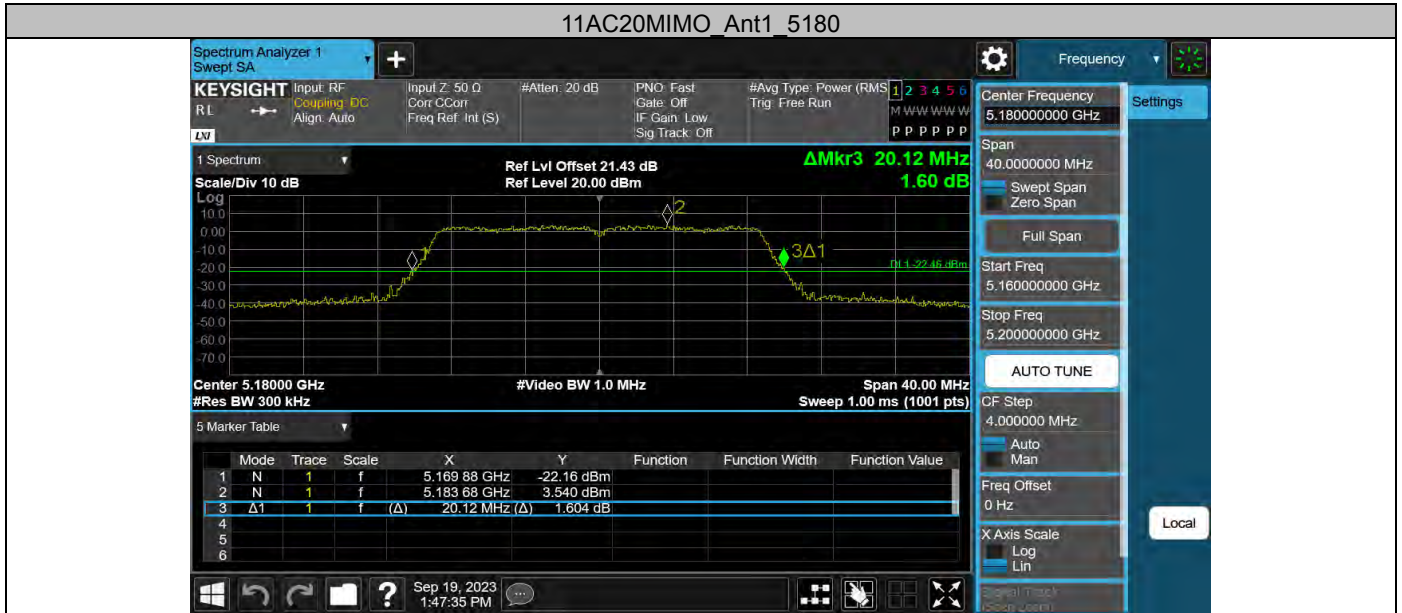 11AC20MIMO_Ant1_5180
Spectrum Analyzer 1
Swept SA
+
Frequency
KEYSIGHT
RL
LXI
Input: RF
Coupling: DC
Align: Auto
Input Z: 50 Ω
Corr CCorr
Freq Ref: Int (S)
#Atten: 20 dB
PNO: Fast
Gate: Off
IF Gain: Low
Sig Track: Off
#Avg Type: Power (RMS
Trig: Free Run
1 2 3 4 5 6
M W W W W W
P P P P P P
1 Spectrum
Scale/Div 10 dB
Ref Lvl Offset 21.43 dB
Ref Level 20.00 dBm
ΔMkr3 20.12 MHz
1.60 dB
Log
10.0
0.00
-10.0
-20.0
-30.0
-40.0
-50.0
-60.0
-70.0
1
2
3Δ1
DL1 -22.46 dBm
Center 5.18000 GHz
#Res BW 300 kHz
#Video BW 1.0 MHz
Span 40.00 MHz
Sweep 1.00 ms (1001 pts)
5 Marker Table
Mode Trace Scale X Y Function Function Width Function Value
1 N 1 f 5.169 88 GHz -22.16 dBm
2 N 1 f 5.183 68 GHz 3.540 dBm
3 Δ1 1 f (Δ) 20.12 MHz (Δ) 1.604 dB
4
5
6
Center Frequency
5.180000000 GHz
Settings
Span
40.0000000 MHz
Swept Span
Zero Span
Full Span
Start Freq
5.160000000 GHz
Stop Freq
5.200000000 GHz
AUTO TUNE
CF Step
4.000000 MHz
Auto
Man
Freq Offset
0 Hz
X Axis Scale
Log
Lin
Signal Track
(Span Zoom)
Local
?
Sep 19, 2023
1:47:35 PM